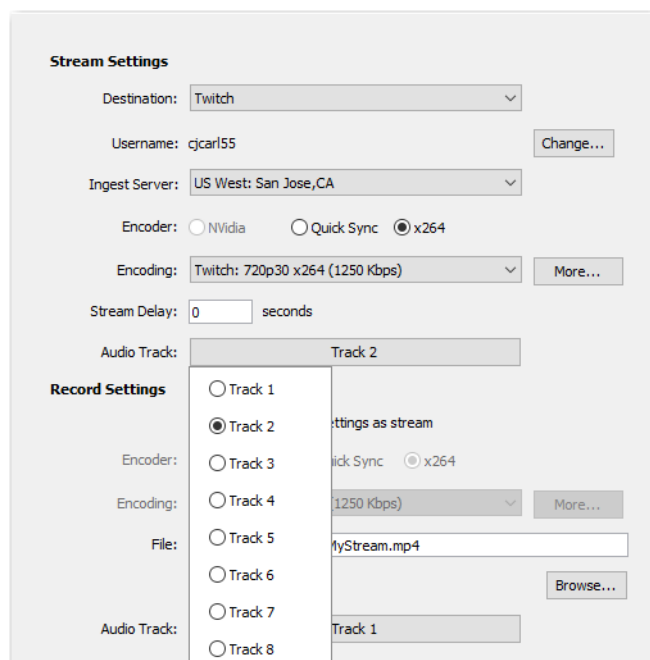 Stream Settings
Destination: Twitch
Username: cjcarl55 Change...
Ingest Server: US West: San Jose,CA
Encoder: NVidia Quick Sync x264
Encoding: Twitch: 720p30 x264 (1250 Kbps) More...
Stream Delay: 0 seconds
Audio Track: Track 2
Track 1
Record Settings
Track 2 ettings as stream
Track 3
Encoder: ick Sync x264
Track 4
Encoding: 1250 Kbps) More...
Track 5
File: MyStream.mp4
Track 6
Browse...
Track 7
Audio Track: Track 1
Track 8